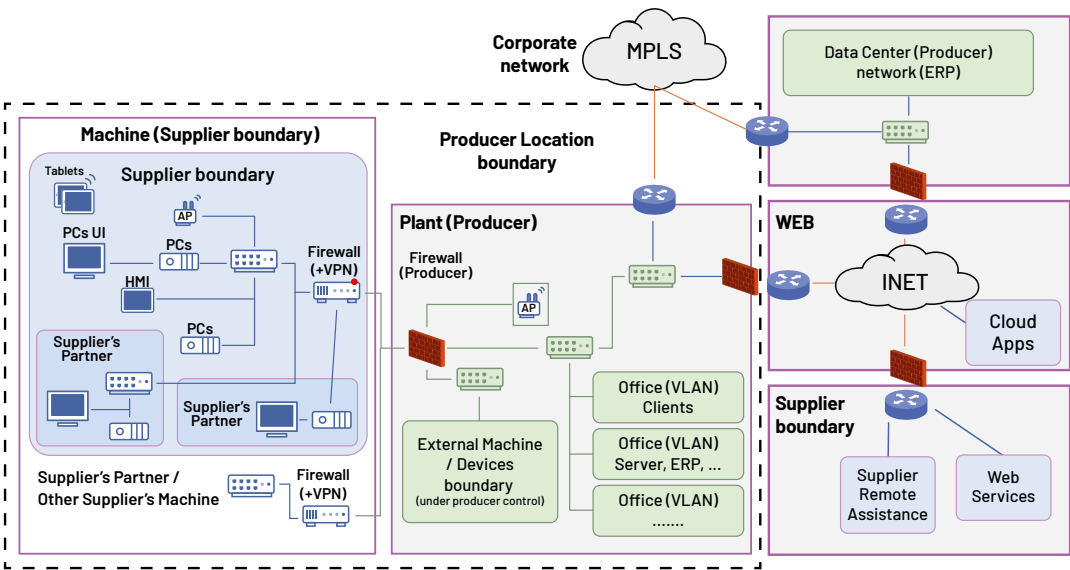 Corporate
network
MPLS
Data Center (Producer)
network (ERP)
Machine (Supplier boundary)
Producer Location
boundary
Supplier boundary
Tablets
AP
PCs UI
PCs
HMI
Firewall
(+VPN)
PCs
Supplier's
Partner
Supplier's
Partner
Supplier's Partner /
Other Supplier's Machine
Firewall
(+VPN)
Plant (Producer)
Firewall
(Producer)
AP
Office (VLAN)
Clients
Office (VLAN)
Server, ERP, ...
Office (VLAN)
.......
External Machine
/ Devices
boundary
(under producer control)
WEB
INET
Cloud
Apps
Supplier
boundary
Supplier
Remote
Assistance
Web
Services